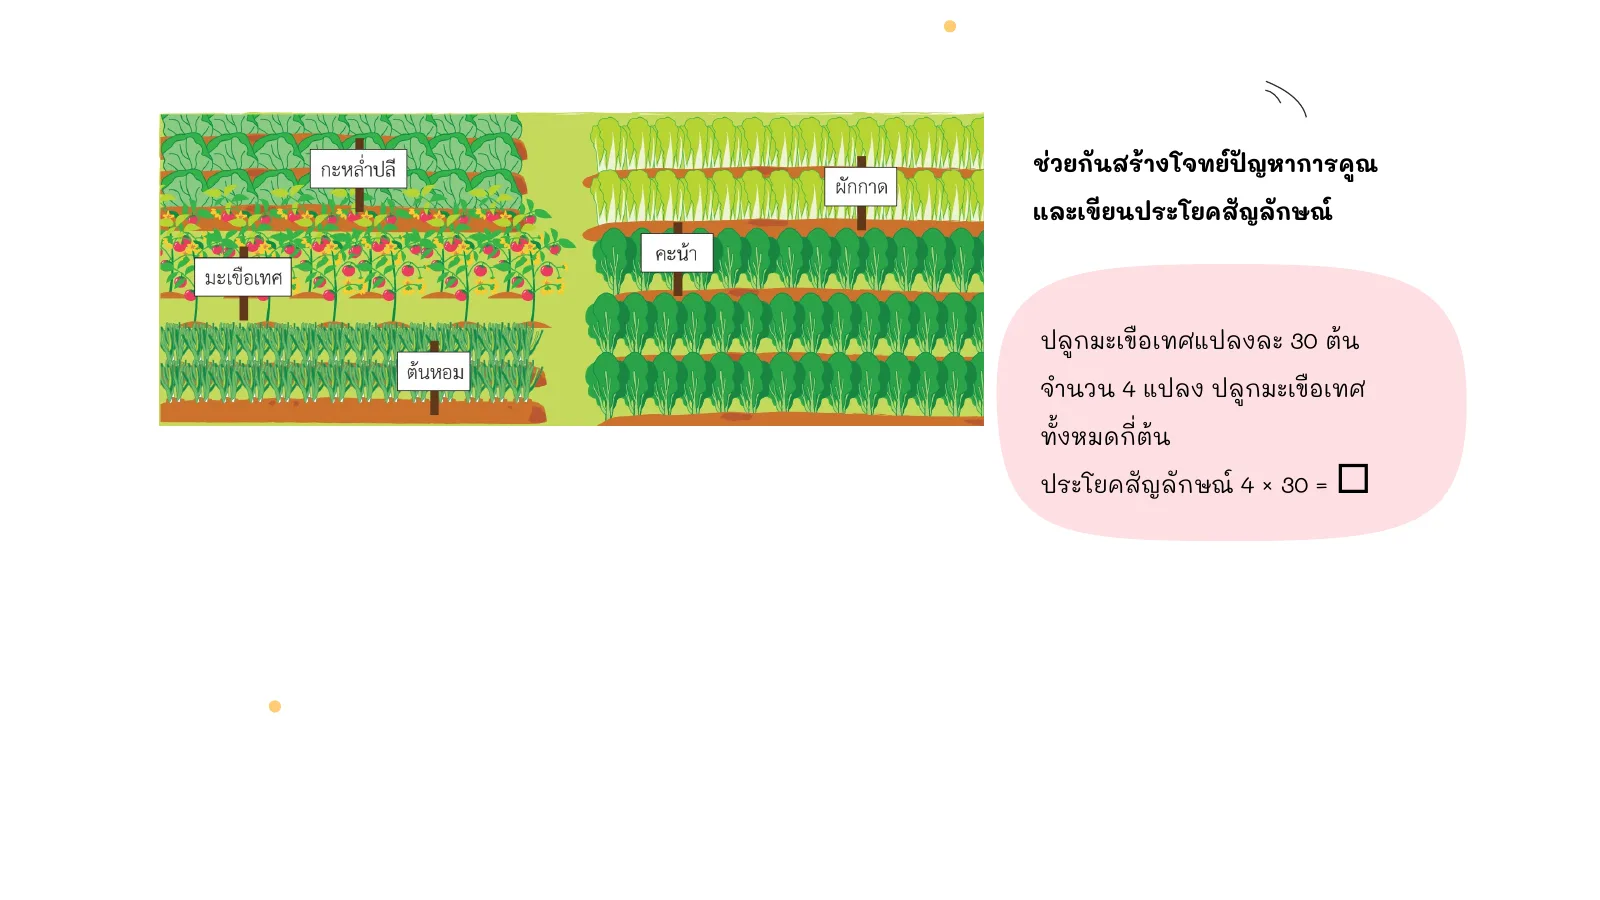 กะหล่ำปลี
ผักกาด
คะน้า
มะเขือเทศ
ต้นหอม
ช่วยกันสร้างโจทย์ปัญหาการคูณ
และเขียนประโยคสัญลักษณ์
ปลูกมะเขือเทศแปลงละ 30 ต้น
จำนวน 4 แปลง ปลูกมะเขือเทศ
ทั้งหมดกี่ต้น
ประโยคสัญลักษณ์ 4 × 30 = □